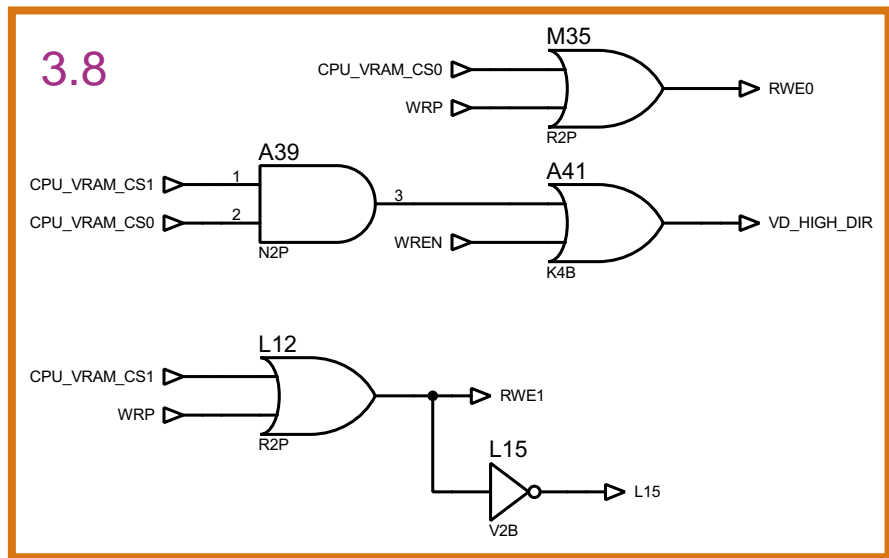 3.8
M35
CPU_VRAM_CS0
WRP
RWE0
R2P
A39
CPU_VRAM_CS1
1
CPU_VRAM_CS0
2
3
N2P
A41
WREN
VD_HIGH_DIR
K4B
L12
CPU_VRAM_CS1
WRP
RWE1
R2P
L15
L15
V2B